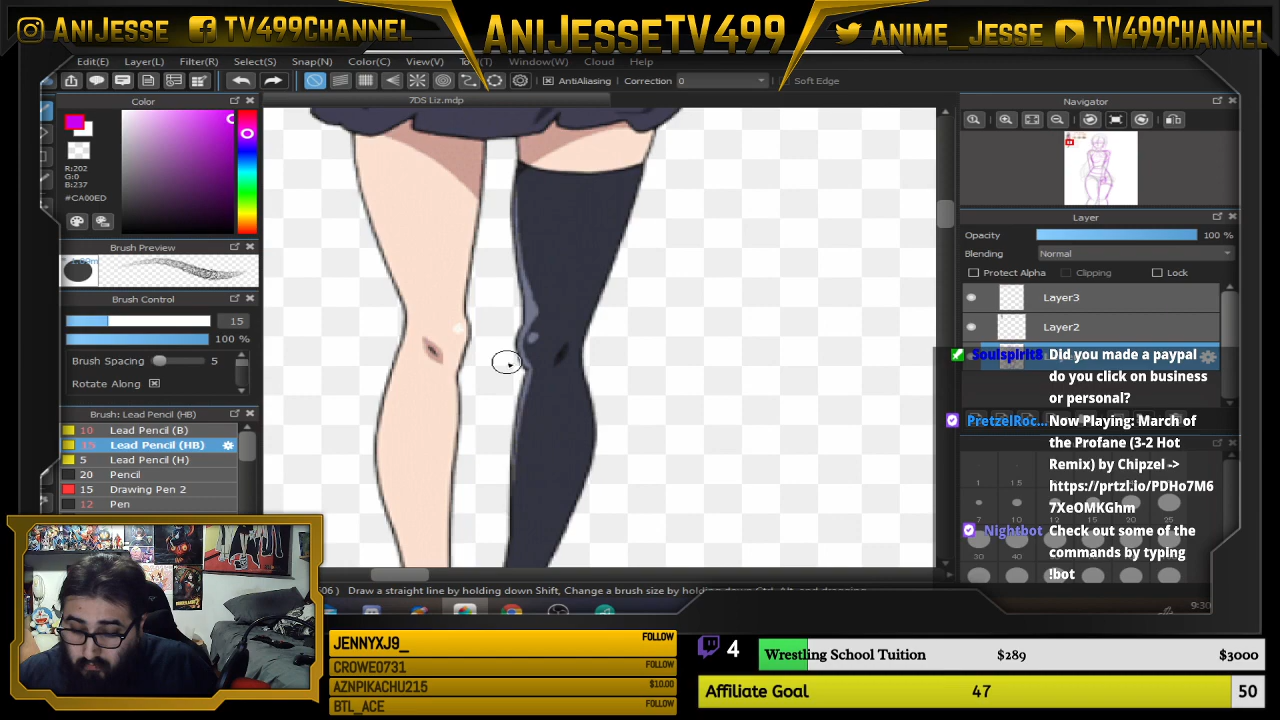 AniJesse TV499Channel
AniJesseTV499
Anime_Jesse TV499Channel
Edit(E) Layer(L) Filter(R) Select(S) Snap(N) Color(C) View(V) Window(W) Cloud Help
AntiAliasing Correction 0 Soft Edge
Color
7DS Liz.mdp
Navigator
R:202
G:0
B:237
#CA00ED
Brush Preview
Brush Control
15
100 %
Brush Spacing 5
Rotate Along
Brush: Lead Pencil (HB)
10 Lead Pencil (B)
15 Lead Pencil (HB)
5 Lead Pencil (H)
20 Pencil
15 Drawing Pen 2
12 Pen
Layer
Opacity 100 %
Blending Normal
Protect Alpha Clipping Lock
Layer3
Layer2
Soulspirit8 Did you made a paypal
do you click on business
or personal?
PretzelRoc... Now Playing: March of
the Profane (3-2 Hot
Remix) by Chipzel ->
https://prtzl.io/PDHo7M6
7XeOMKGhm
Nightbot Check out some of the
commands by typing
!bot
Draw a straight line by holding down Shift, Change a brush size by holding down Ctrl, Alt, and dragging
9:30
JENNYXJ9_ FOLLOW
CROWE0731 FOLLOW
AZNPIKACHU215 $10.00
BTL_ACE FOLLOW
4
Wrestling School Tuition $289 $3000
Affiliate Goal 47 50